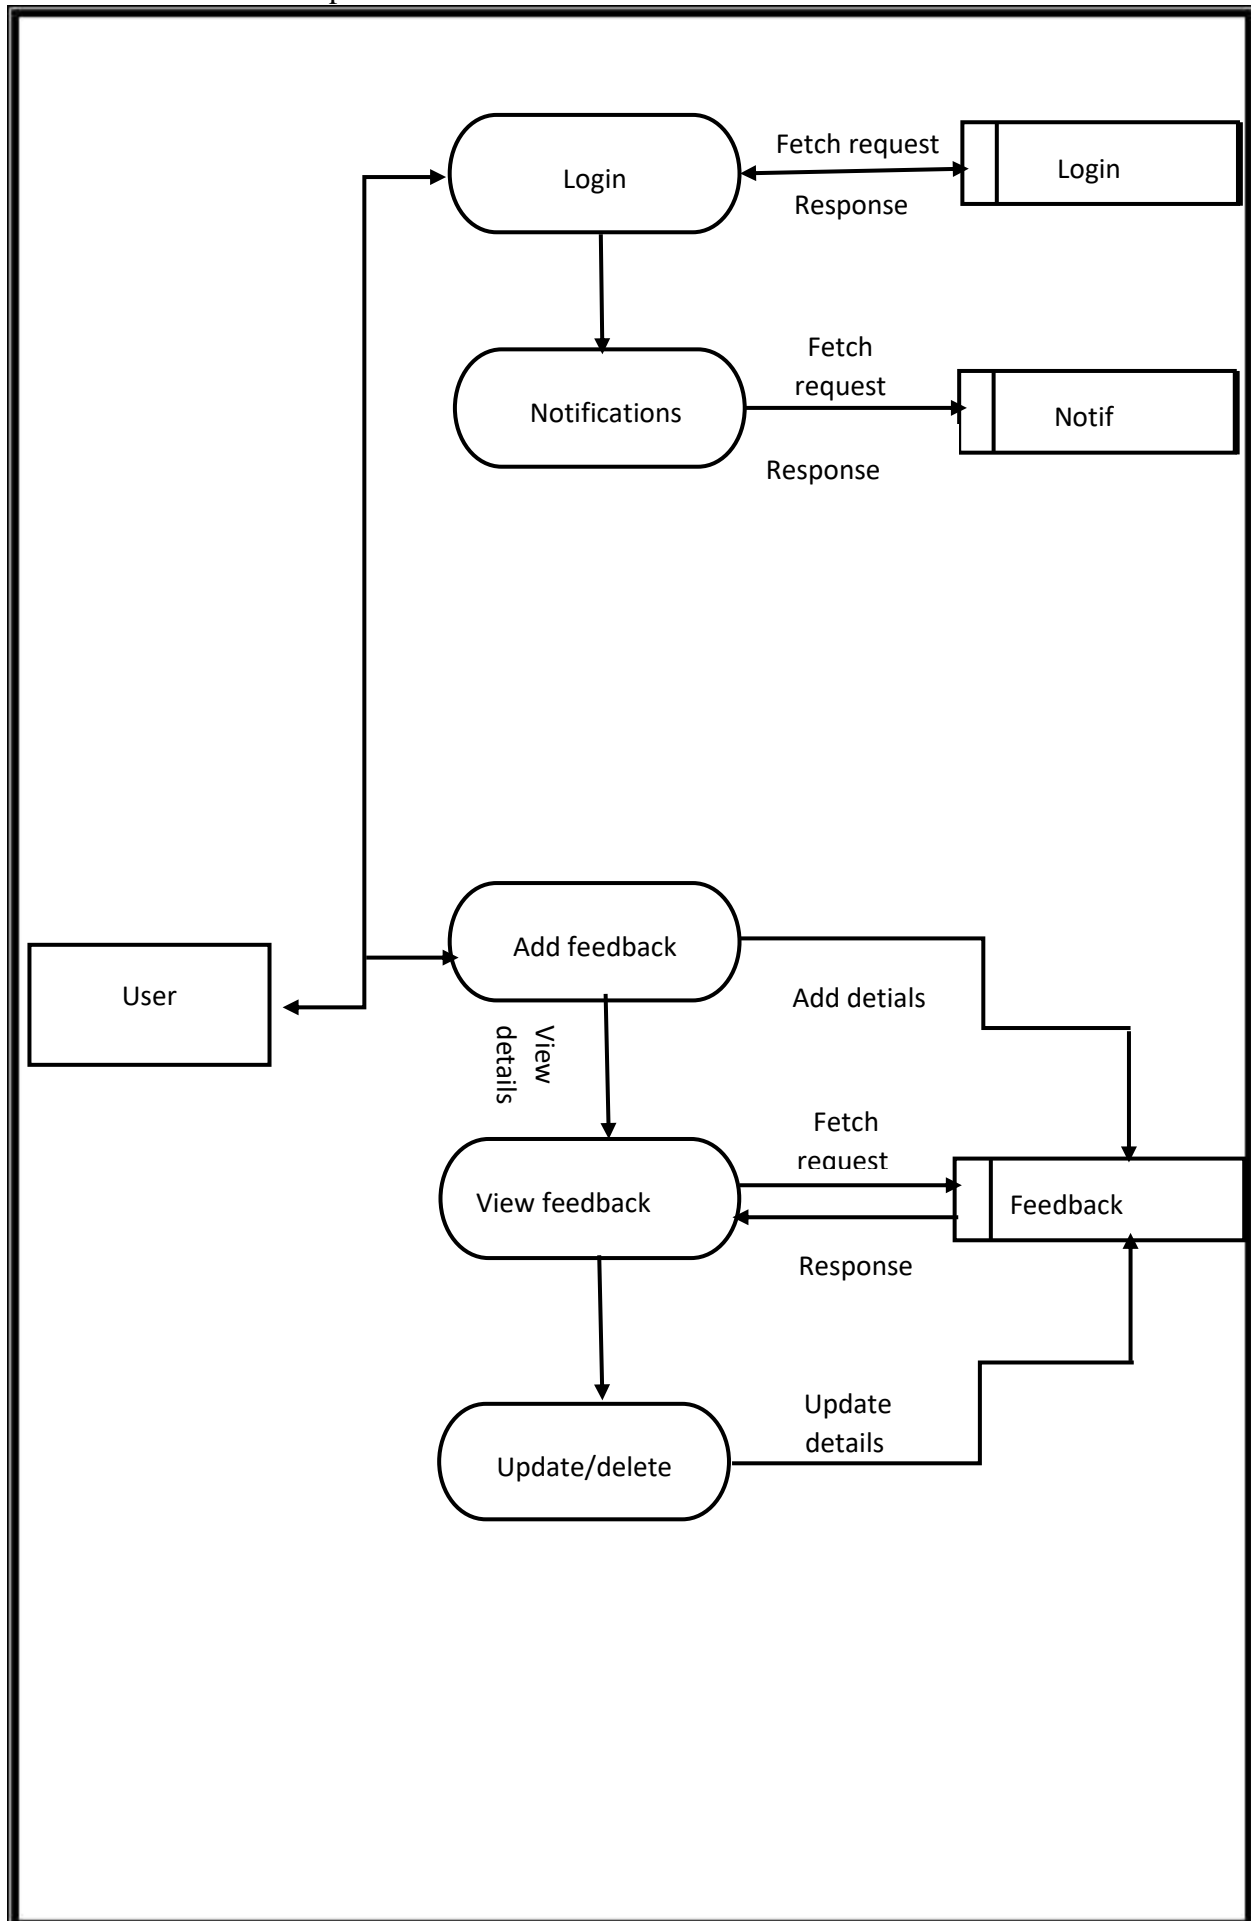 Login
Fetch request
Response
Login
Notifications
Fetch
request
Response
Notif
User
Add feedback
Add detials
View
details
View feedback
Fetch
request
Response
Feedback
Update/delete
Update
details